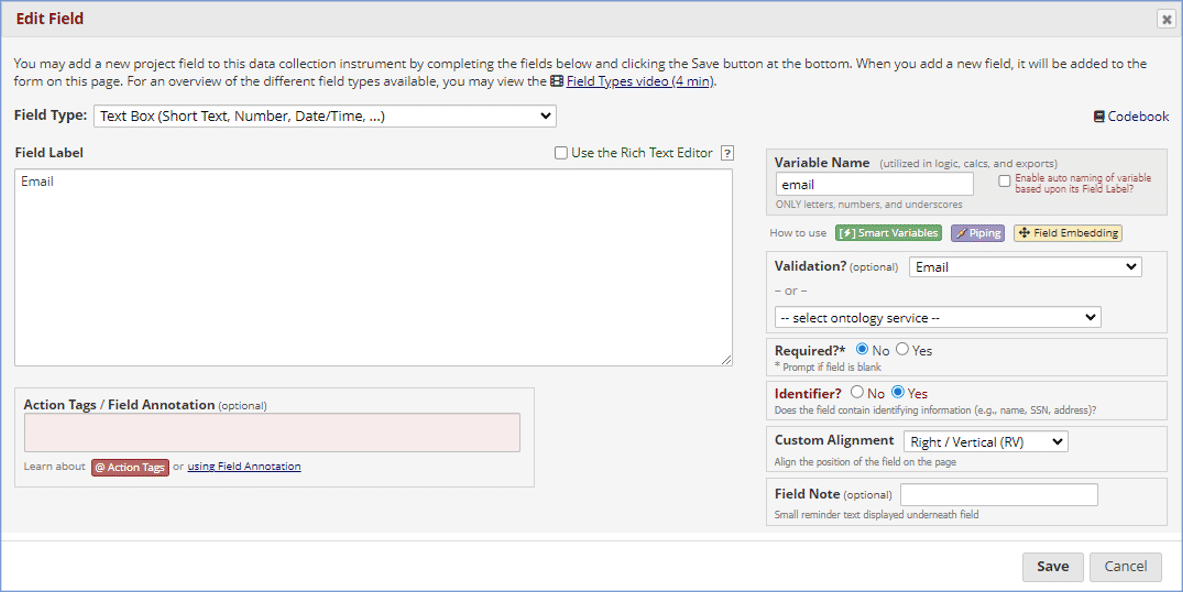 Edit Field
You may add a new project field to this data collection instrument by completing the fields below and clicking the Save button at the bottom. When you add a new field, it will be added to the
form on this page. For an overview of the different field types available, you may view the Field Types video (4 min).
Field Type: Text Box (Short Text, Number, Date/Time, ...)
Codebook
Field Label
Use the Rich Text Editor ?
Email
Action Tags / Field Annotation (optional)
Learn about @ Action Tags or using Field Annotation
Variable Name (utilized in logic, calcs, and exports)
email
Enable auto naming of variable
based upon its Field Label?
ONLY letters, numbers, and underscores
How to use [⚡] Smart Variables Piping Field Embedding
Validation? (optional) Email
– or –
-- select ontology service --
Required?* No Yes
* Prompt if field is blank
Identifier? No Yes
Does the field contain identifying information (e.g., name, SSN, address)?
Custom Alignment Right / Vertical (RV)
Align the position of the field on the page
Field Note (optional)
Small reminder text displayed underneath field
Save Cancel